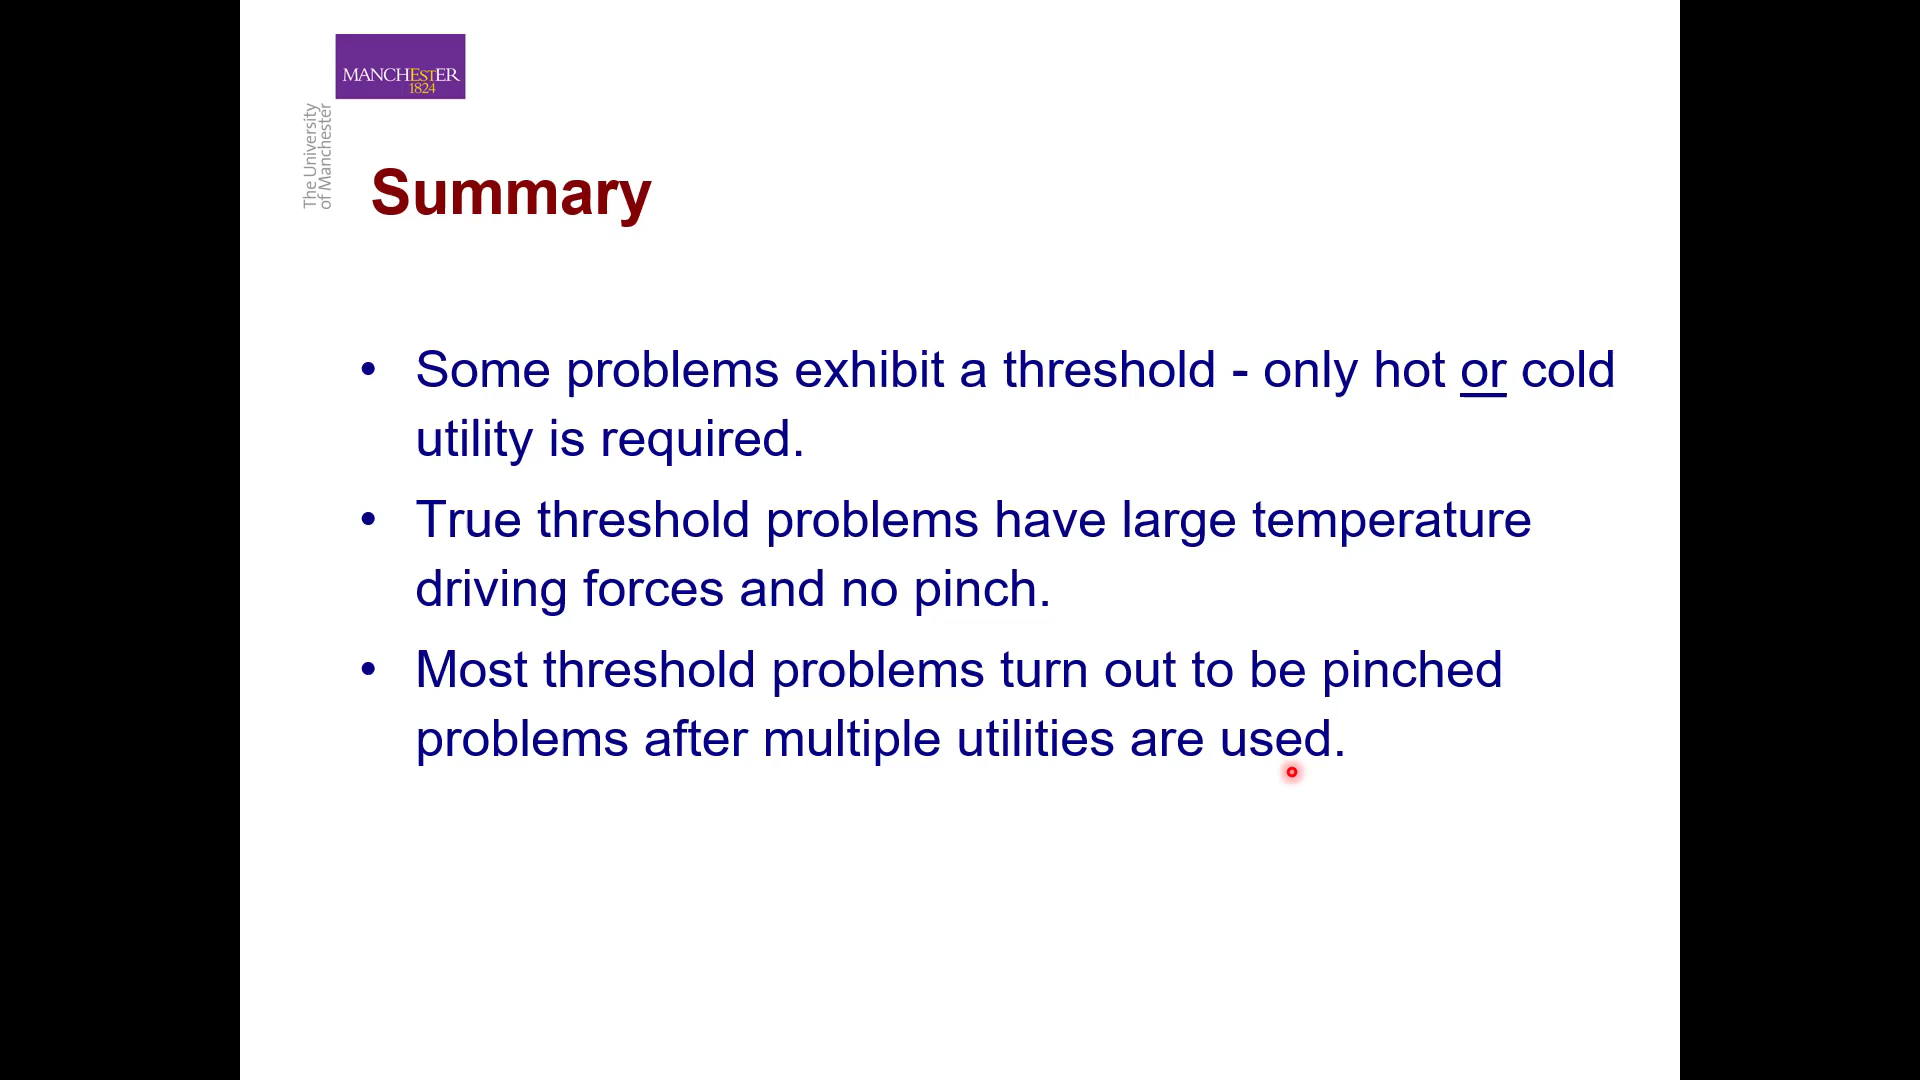 MANCHESTER
1824
The University
of Manchester
Summary
• Some problems exhibit a threshold - only hot or cold
utility is required.
• True threshold problems have large temperature
driving forces and no pinch.
• Most threshold problems turn out to be pinched
problems after multiple utilities are used.